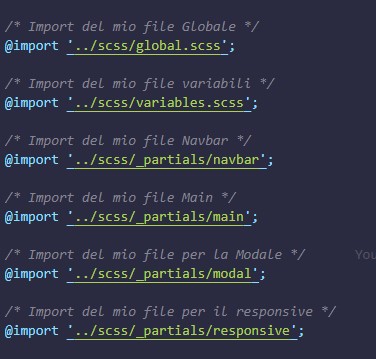 /* Import del mio file Globale */
@import '../scss/global.scss';
/* Import del mio file variabili */
@import '../scss/variables.scss';
/* Import del mio file Navbar */
@import '../scss/_partials/navbar';
/* Import del mio file Main */
@import '../scss/_partials/main';
/* Import del mio file per la Modale */ You
@import '../scss/_partials/modal';
/* Import del mio file per il responsive */
@import '../scss/_partials/responsive';